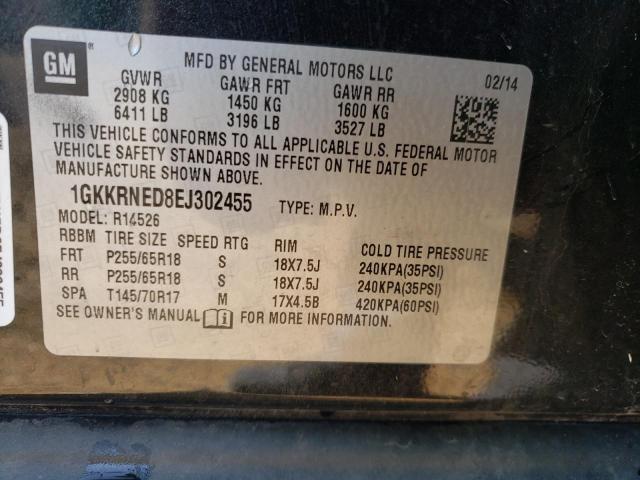 GM
®
MFD BY GENERAL MOTORS LLC
02/14
GVWR GAWR FRT GAWR RR
2908 KG 1450 KG 1600 KG
6411 LB 3196 LB 3527 LB
THIS VEHICLE CONFORMS TO ALL APPLICABLE U.S. FEDERAL MOTOR
VEHICLE SAFETY STANDARDS IN EFFECT ON THE DATE OF
MANUFACTURE SHOWN ABOVE.
1GKKRNED8EJ302455 TYPE: M.P.V.
MODEL: R14526
RBBM TIRE SIZE SPEED RTG RIM COLD TIRE PRESSURE
FRT P255/65R18 S 18X7.5J 240KPA(35PSI)
RR P255/65R18 S 18X7.5J 240KPA(35PSI)
SPA T145/70R17 M 17X4.5B 420KPA(60PSI)
SEE OWNER'S MANUAL i FOR MORE INFORMATION.